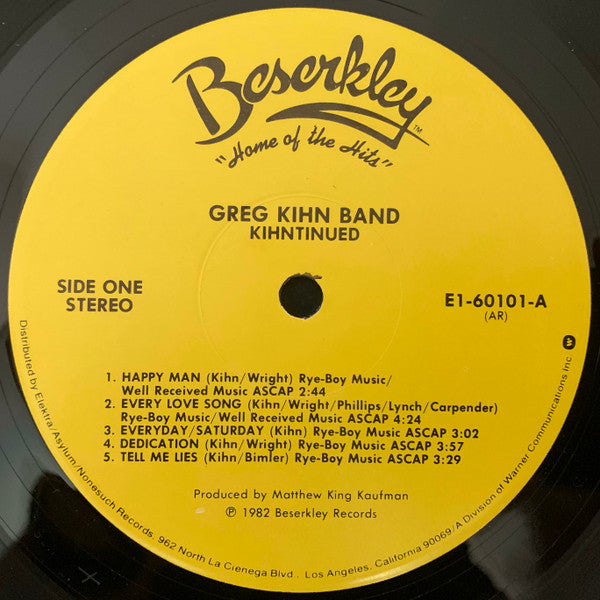 Beserkley™
"Home of the Hits"
GREG KIHN BAND
KIHNTINUED
SIDE ONE
STEREO
E1-60101-A
(AR)
1. HAPPY MAN (Kihn/Wright) Rye-Boy Music/
Well Received Music ASCAP 2:44
2. EVERY LOVE SONG (Kihn/Wright/Phillips/Lynch/Carpender)
Rye-Boy Music/Well Received Music ASCAP 4:24
3. EVERYDAY/SATURDAY (Kihn) Rye-Boy Music ASCAP 3:02
4. DEDICATION (Kihn/Wright) Rye-Boy Music ASCAP 3:57
5. TELL ME LIES (Kihn/Bimler) Rye-Boy Music ASCAP 3:29
Produced by Matthew King Kaufman
℗ 1982 Beserkley Records
Distributed by Elektra/Asylum/Nonesuch Records, 962 North La Cienega Blvd., Los Angeles, California 90069/A Division of Warner Communications Inc